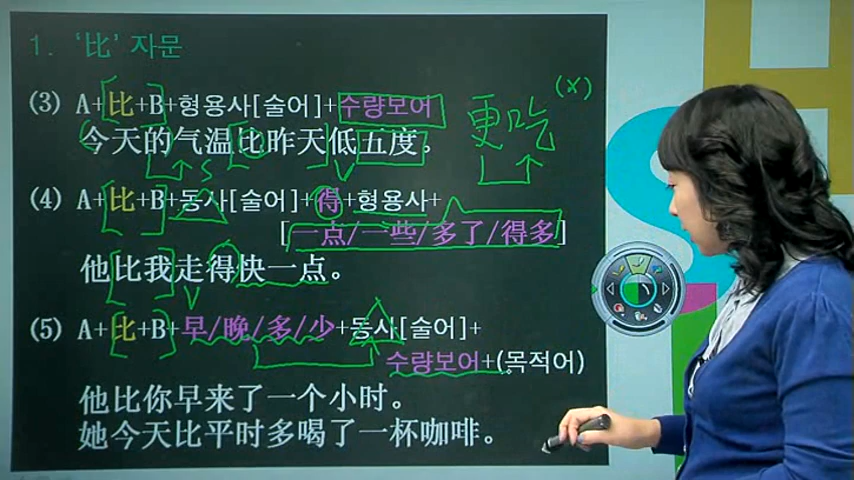 1. '比' 자문
(3) A+比+B+형용사[술어]+수량보어
今天的气温比昨天低五度。
更吃 (X)
(4) A+比+B+동사[술어]+得+형용사+
[一点/一些/多了/得多]
他比我走得快一点。
(5) A+比+B+早/晚/多/少+동사[술어]+
수량보어+(목적어)
他比你早来了一个小时。
她今天比平时多喝了一杯咖啡。